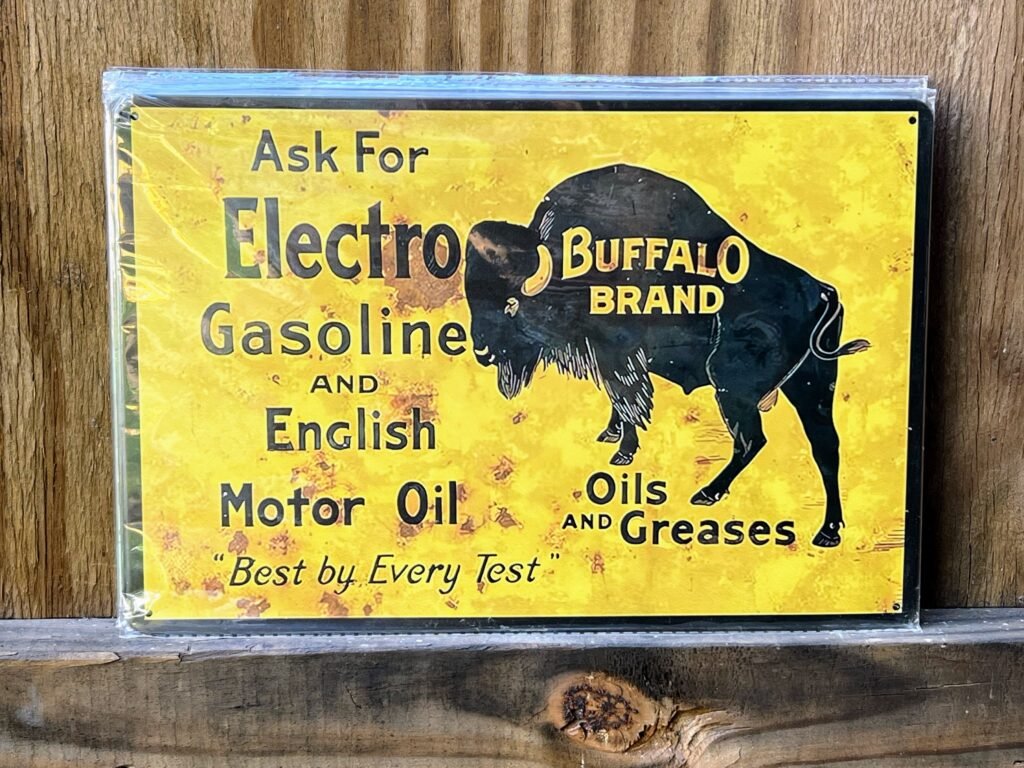 Ask For
Electro
Gasoline
AND
English
Motor Oil
"Best by Every Test"
BUFFALO
BRAND
Oils
AND Greases